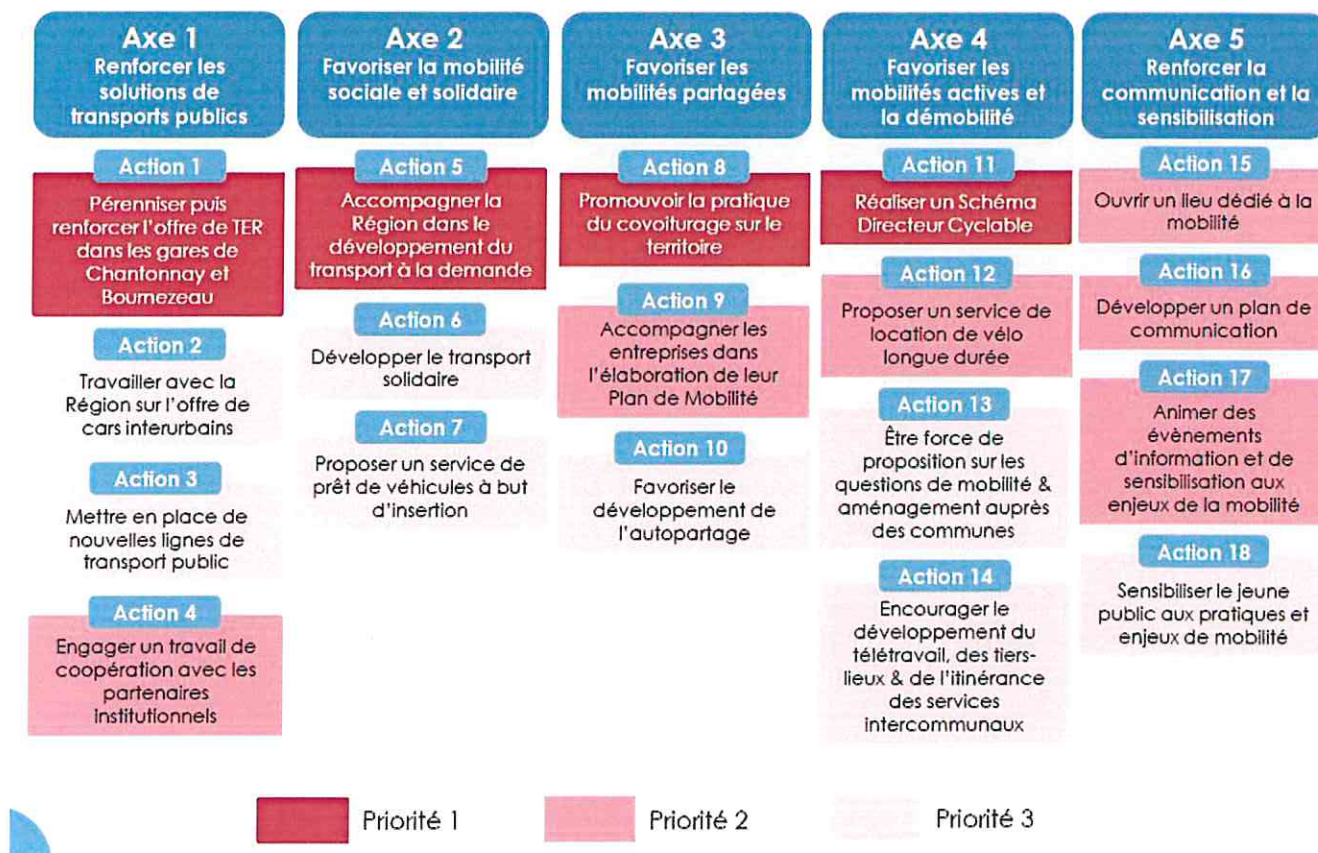 Axe 1
Renforcer les
solutions de
transports publics
Action 1
Pérenniser puis
renforcer l'offre de TER
dans les gares de
Chantonnay et
Bournezeau
Action 2
Travailler avec la
Région sur l'offre de
cars interurbains
Action 3
Mettre en place de
nouvelles lignes de
transport public
Action 4
Engager un travail de
coopération avec les
partenaires
institutionnels
Axe 2
Favoriser la mobilité
sociale et solidaire
Action 5
Accompagner la
Région dans le
développement du
transport à la demande
Action 6
Développer le transport
solidaire
Action 7
Proposer un service de
prêt de véhicules à but
d'insertion
Axe 3
Favoriser les
mobilités partagées
Action 8
Promouvoir la pratique
du covoiturage sur le
territoire
Action 9
Accompagner les
entreprises dans
l'élaboration de leur
Plan de Mobilité
Action 10
Favoriser le
développement de
l'autopartage
Axe 4
Favoriser les
mobilités actives et
la démobilité
Action 11
Réaliser un Schéma
Directeur Cyclable
Action 12
Proposer un service de
location de vélo
longue durée
Action 13
Être force de
proposition sur les
questions de mobilité &
aménagement auprès
des communes
Action 14
Encourager le
développement du
télétravail, des tiers-
lieux & de l'itinérance
des services
intercommunaux
Axe 5
Renforcer la
communication et la
sensibilisation
Action 15
Ouvrir un lieu dédié à la
mobilité
Action 16
Développer un plan de
communication
Action 17
Animer des
évènements
d'information et de
sensibilisation aux
enjeux de la mobilité
Action 18
Sensibiliser le jeune
public aux pratiques et
enjeux de mobilité
Priorité 1
Priorité 2
Priorité 3